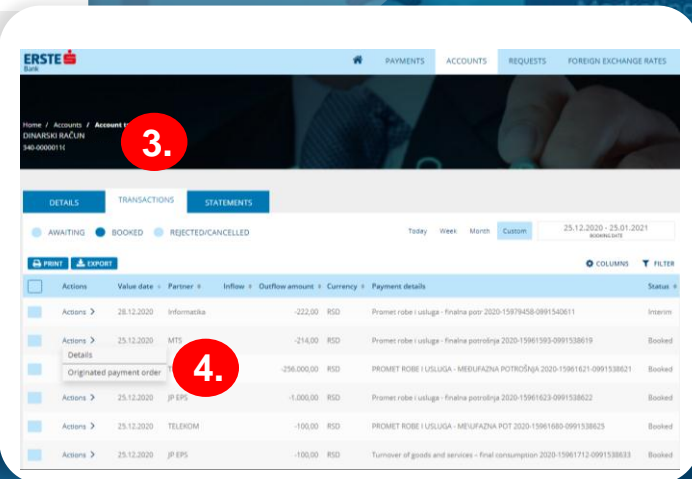 Marketing
ERSTE
Bank
PAYMENTS ACCOUNTS REQUESTS FOREIGN EXCHANGE RATES
Home / Accounts /
DINARSKI RAČUN
3.
DETAILS TRANSACTIONS STATEMENTS
AWAITING BOOKED REJECTED/CANCELLED Today Week Month Custom 25.12.2020 - 25.01.2021
BOOKING DATE
PRINT EXPORT COLUMNS FILTER
Actions Value date Partner Inflow Outflow amount Currency Payment details Status
Actions > 28.12.2020 Informatika -222,00 RSD Promet robe i usluga - finalna potr 2020-15979458-0891540611 Interim
Actions > 25.12.2020 MTS -214,00 RSD Promet robe i usluga - finalna potrošnja 2020-15961593-0991538619 Booked
Details
Originated payment order 4. -256.000,00 RSD PROMET ROBE I USLUGA - MEĐUFAZNA POTROŠNJA 2020-15961621-0991538621 Booked
Actions > 25.12.2020 JP EPS -1.000,00 RSD Promet robe i usluga - finalna potrošnja 2020-15961623-0991538622 Booked
Actions > 25.12.2020 TELEKOM -100,00 RSD PROMET ROBE I USLUGA - ME\UFAZNA POT 2020-15961680-0991538625 Booked
Actions > 25.12.2020 JP EPS -100,00 RSD Turnover of goods and services - final consumption 2020-15961712-0991538633 Booked